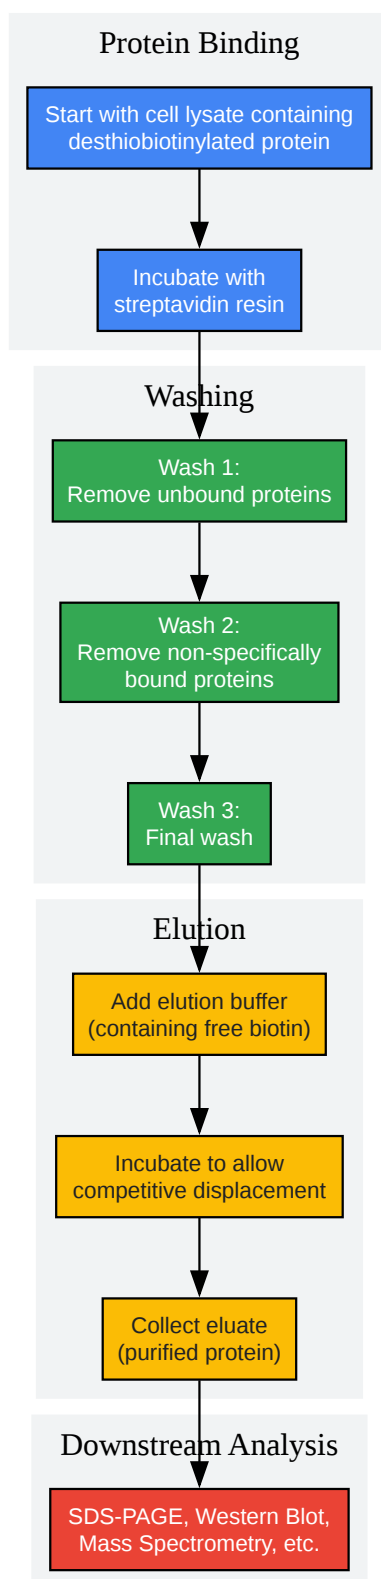 Protein Binding
Start with cell lysate containing
desthiobiotinylated protein
Incubate with
streptavidin resin
Washing
Wash 1:
Remove unbound proteins
Wash 2:
Remove non-specifically
bound proteins
Wash 3:
Final wash
Elution
Add elution buffer
(containing free biotin)
Incubate to allow
competitive displacement
Collect eluate
(purified protein)
Downstream Analysis
SDS-PAGE, Western Blot,
Mass Spectrometry, etc.